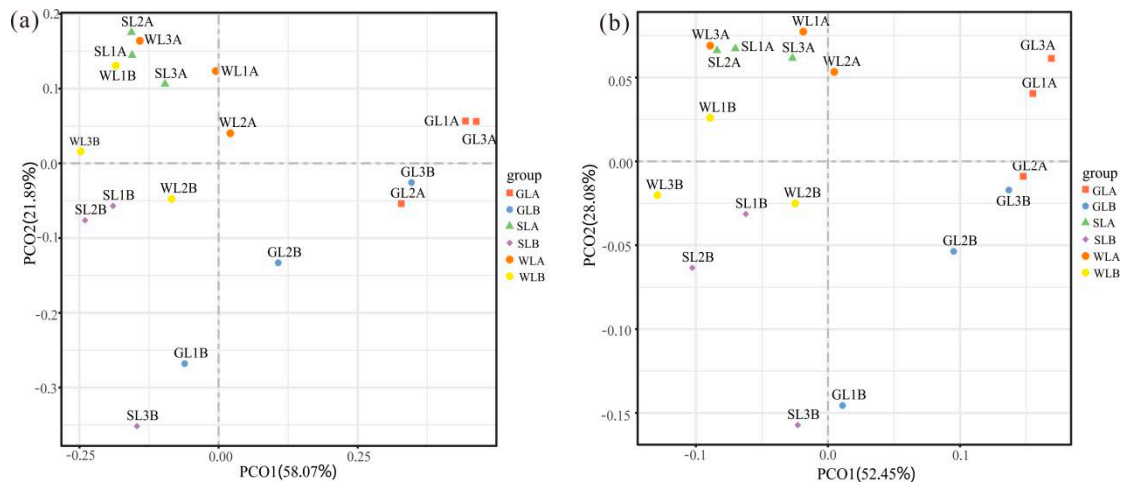 (a)
0.2
0.1
0.0
-0.1
-0.2
-0.3
PCO2(21.89%)
SL2A
WL3A
SL1A
WL1B
SL3A
WL1A
WL2A
GL1A
GL3A
WL3B
GL3B
GL2A
SL1B
WL2B
SL2B
GL2B
GL1B
SL3B
-0.25
0.00
0.25
PCO1(58.07%)
group
GLA
GLB
SLA
SLB
WLA
WLB
(b)
0.05
0.00
-0.05
-0.10
-0.15
PCO2(28.08%)
WL1A
WL3A
SL1A
SL3A
SL2A
WL2A
GL3A
GL1A
WL1B
GL2A
WL3B
WL2B
GL3B
SL1B
GL2B
SL2B
GL1B
SL3B
-0.1
0.0
0.1
PCO1(52.45%)
group
GLA
GLB
SLA
SLB
WLA
WLB